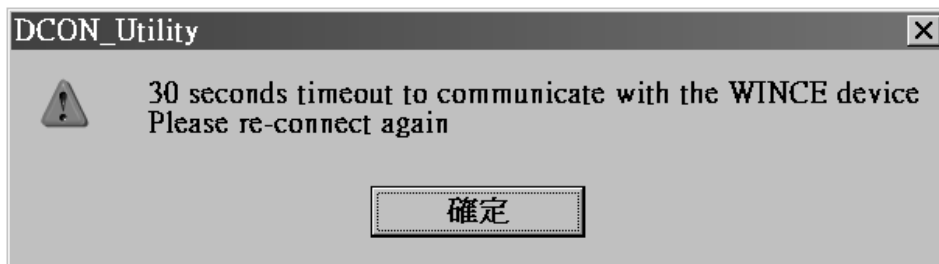 DCON_Utility
30 seconds timeout to communicate with the WINCE device
Please re-connect again
確定